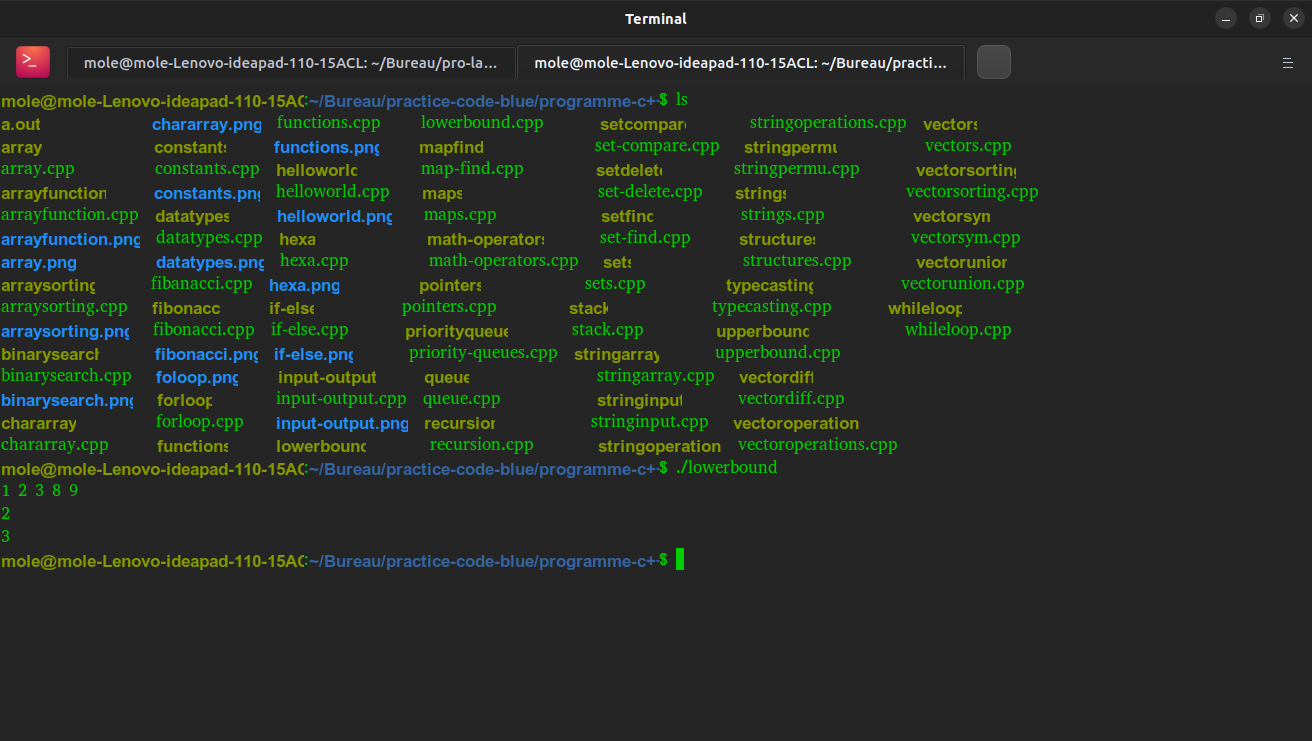 Terminal
mole@mole-Lenovo-ideapad-110-15ACL: ~/Bureau/pro-la...
mole@mole-Lenovo-ideapad-110-15ACL: ~/Bureau/practi...
mole@mole-Lenovo-ideapad-110-15AC:~/Bureau/practice-code-blue/programme-c+$ ls
a.out chararray.png functions.cpp lowerbound.cpp setcompare stringoperations.cpp vectors
array constants functions.png mapfind set-compare.cpp stringpermu vectors.cpp
array.cpp constants.cpp helloworld map-find.cpp setdelete stringpermu.cpp vectorsorting
arrayfunction constants.png helloworld.cpp maps set-delete.cpp strings vectorsorting.cpp
arrayfunction.cpp datatypes helloworld.png maps.cpp setfind strings.cpp vectorsym
arrayfunction.png datatypes.cpp hexa math-operators set-find.cpp structures vectorsym.cpp
array.png datatypes.png hexa.cpp math-operators.cpp sets structures.cpp vectorunion
arraysorting fibanacci.cpp hexa.png pointers sets.cpp typecasting vectorunion.cpp
arraysorting.cpp fibonacci if-else pointers.cpp stack typecasting.cpp whileloop
arraysorting.png fibonacci.cpp if-else.cpp priorityqueue stack.cpp upperbound whileloop.cpp
binarysearch fibonacci.png if-else.png priority-queues.cpp stringarray upperbound.cpp
binarysearch.cpp foloop.png input-output queue stringarray.cpp vectordiff
binarysearch.png forloop input-output.cpp queue.cpp stringinput vectordiff.cpp
chararray forloop.cpp input-output.png recursion stringinput.cpp vectoroperation
chararray.cpp functions lowerbound recursion.cpp stringoperation vectoroperations.cpp
mole@mole-Lenovo-ideapad-110-15AC:~/Bureau/practice-code-blue/programme-c+$ ./lowerbound
1 2 3 8 9
2
3
mole@mole-Lenovo-ideapad-110-15AC:~/Bureau/practice-code-blue/programme-c+$